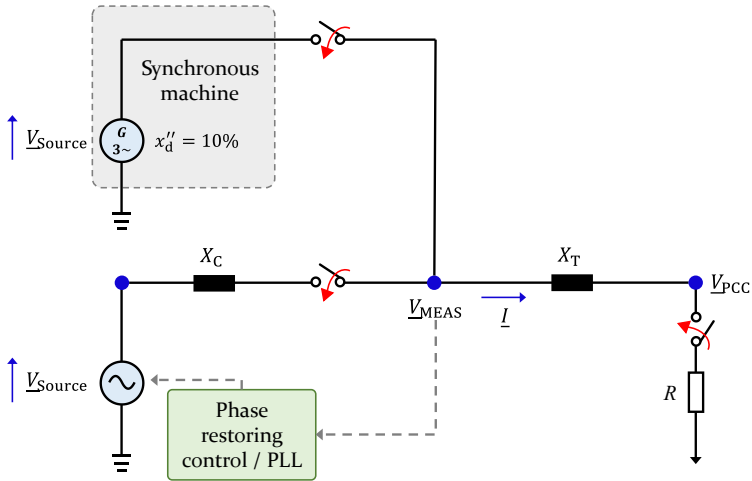 Synchronous
machine
V_Source
G
3~
x″_d = 10%
X_C
X_T
V_PCC
V_MEAS
I
V_Source
Phase
restoring
control / PLL
R